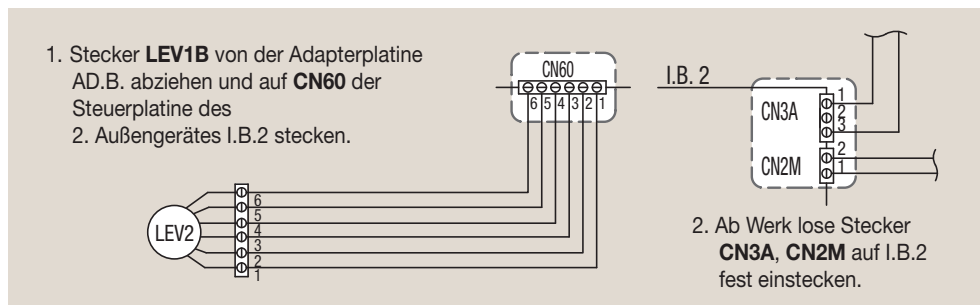 1. Stecker LEV1B von der Adapterplatine
AD.B. abziehen und auf CN60 der
Steuerplatine des
2. Außengerätes I.B.2 stecken.
CN60
6 5 4 3 2 1
LEV2
6
5
4
3
2
1
I.B. 2
CN3A
1
2
3
CN2M
2
1
2. Ab Werk lose Stecker
CN3A, CN2M auf I.B.2
fest einstecken.